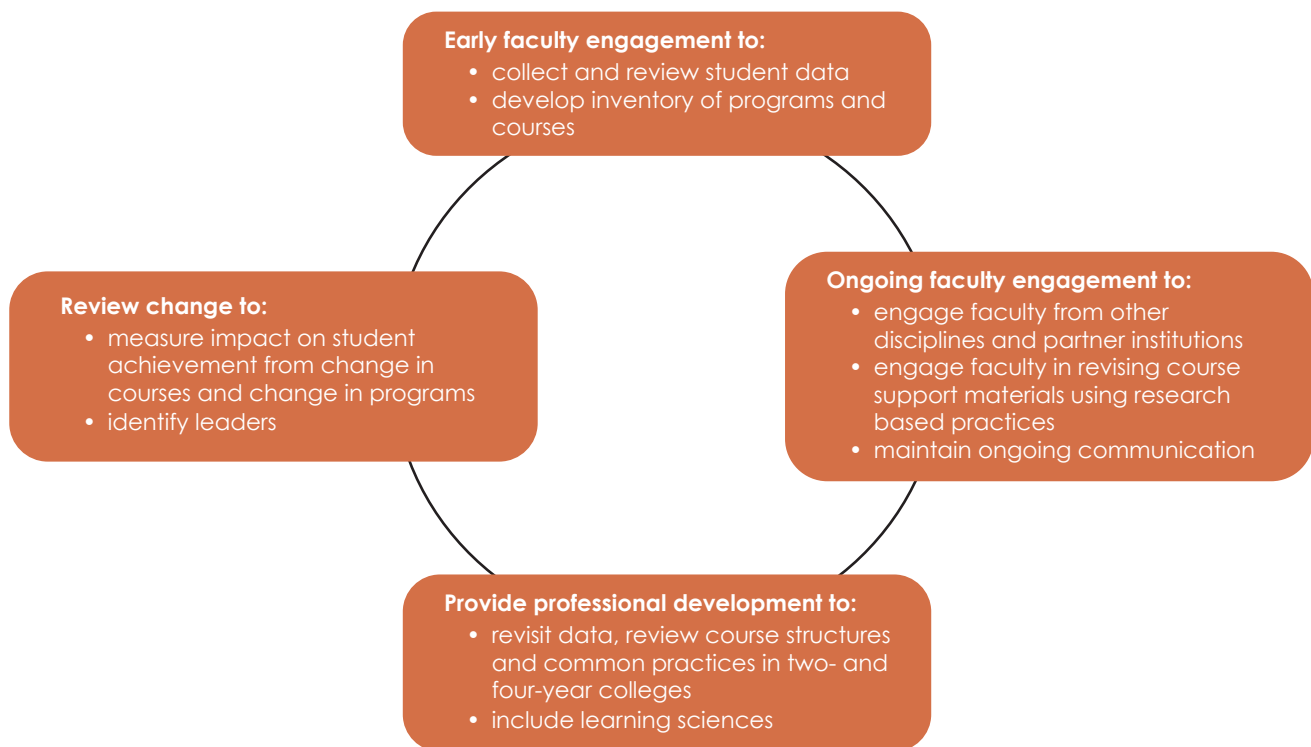 Early faculty engagement to:
• collect and review student data
• develop inventory of programs and
courses
Ongoing faculty engagement to:
• engage faculty from other
disciplines and partner institutions
• engage faculty in revising course
support materials using research
based practices
• maintain ongoing communication
Provide professional development to:
• revisit data, review course structures
and common practices in two- and
four-year colleges
• include learning sciences
Review change to:
• measure impact on student
achievement from change in
courses and change in programs
• identify leaders